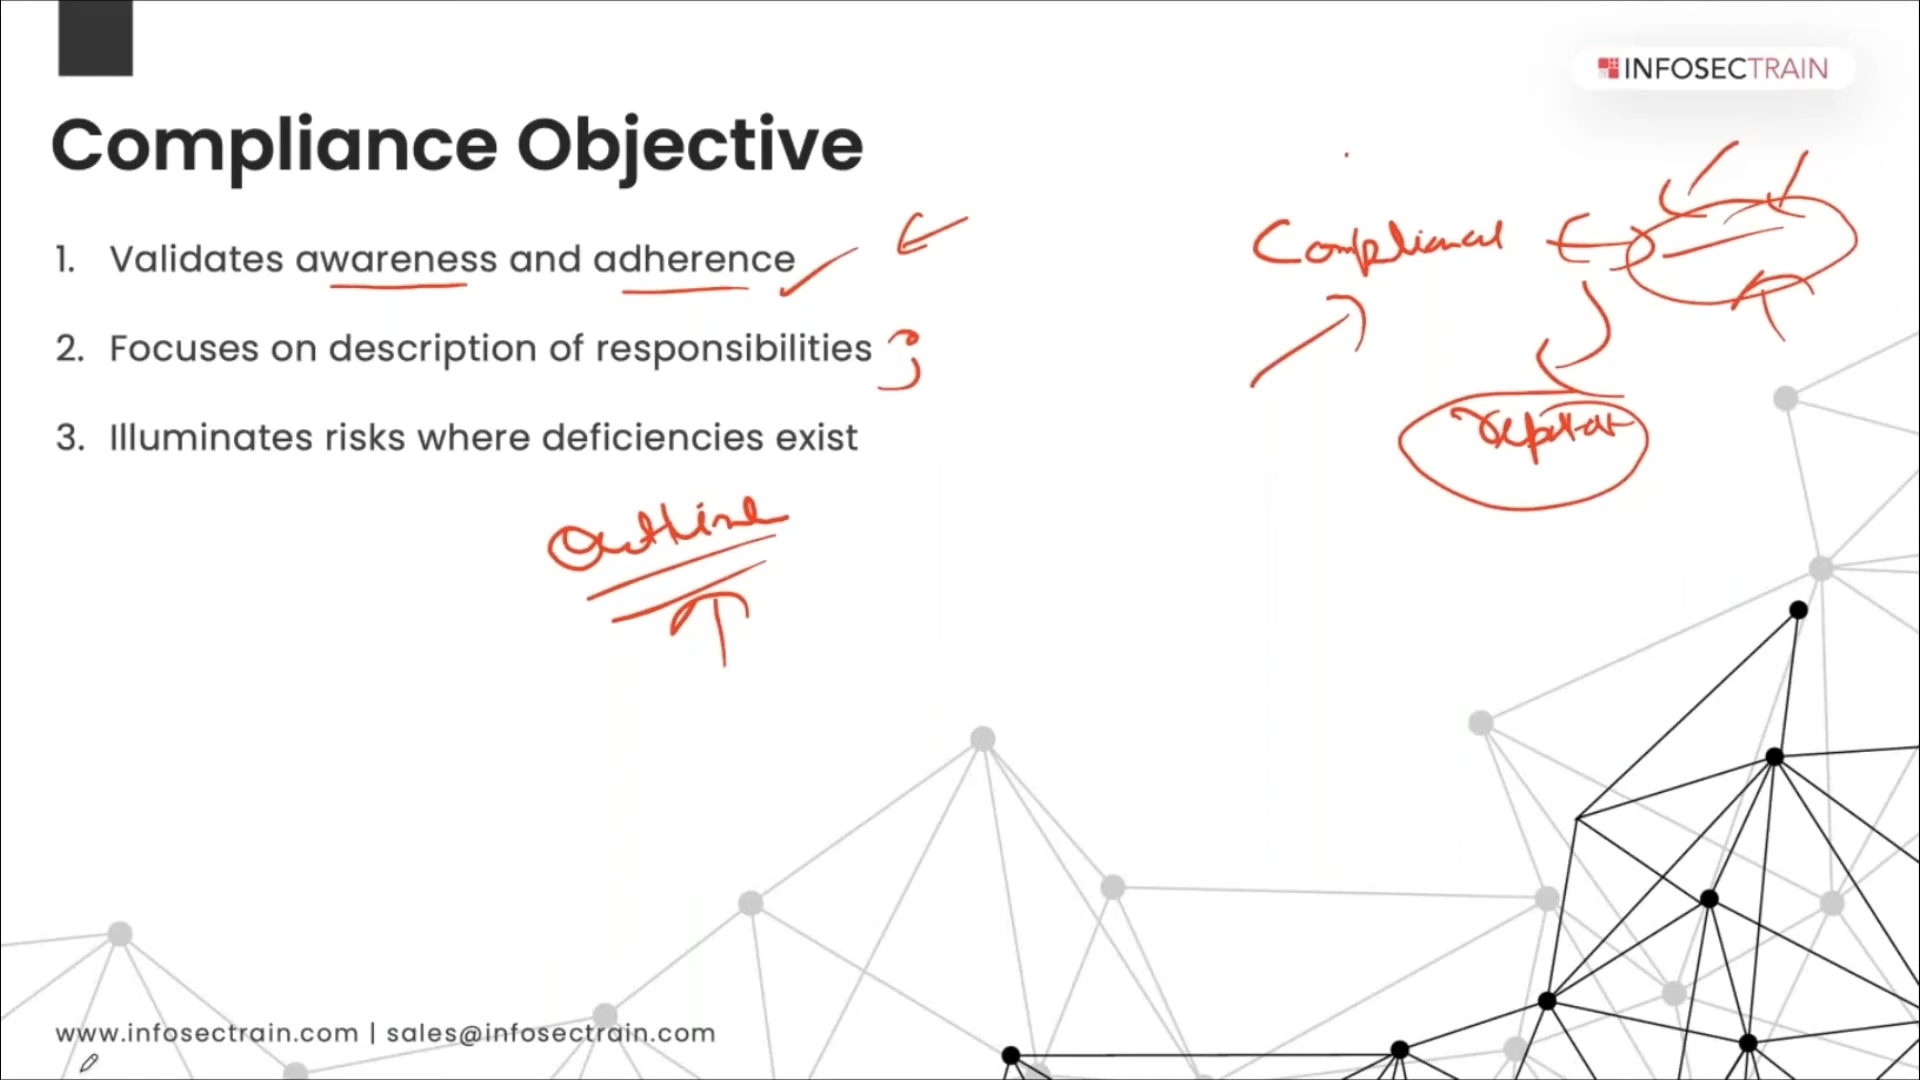 INFOSECTRAIN
Compliance Objective
1. Validates awareness and adherence
2. Focuses on description of responsibilities
3. Illuminates risks where deficiencies exist
Outline
www.infosectrain.com | sales@infosectrain.com